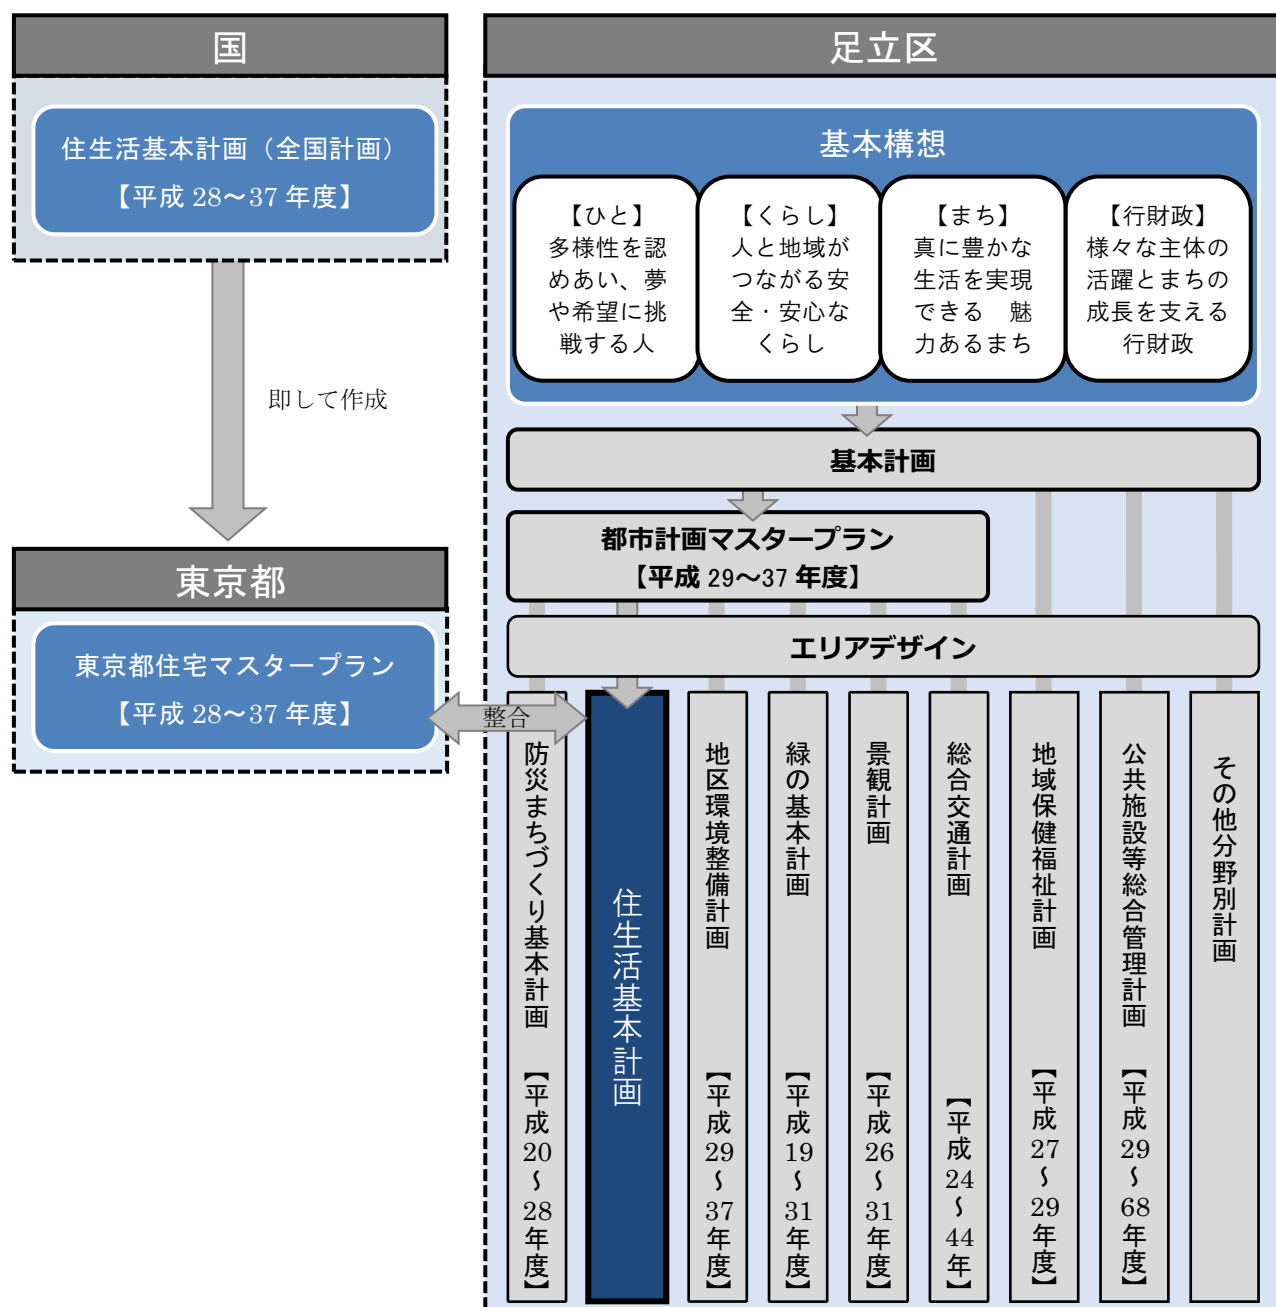 国
住生活基本計画（全国計画）
【平成 28～37 年度】
即して作成
東京都
東京都住宅マスタープラン
【平成 28～37 年度】
整合
足立区
基本構想
【ひと】
多様性を認
めあい、夢
や希望に挑
戦する人
【くらし】
人と地域が
つながる安
全・安心な
くらし
【まち】
真に豊かな
生活を実現
できる　魅
力あるまち
【行財政】
様々な主体の
活躍とまちの
成長を支える
行財政
基本計画
都市計画マスタープラン
【平成 29～37 年度】
エリアデザイン
防災まちづくり基本計画　【平成20～28年度】
住生活基本計画
地区環境整備計画　【平成29～37年度】
緑の基本計画　【平成19～31年度】
景観計画　【平成26～31年度】
総合交通計画　【平成24～44年】
地域保健福祉計画　【平成27～29年度】
公共施設等総合管理計画　【平成29～68年度】
その他分野別計画